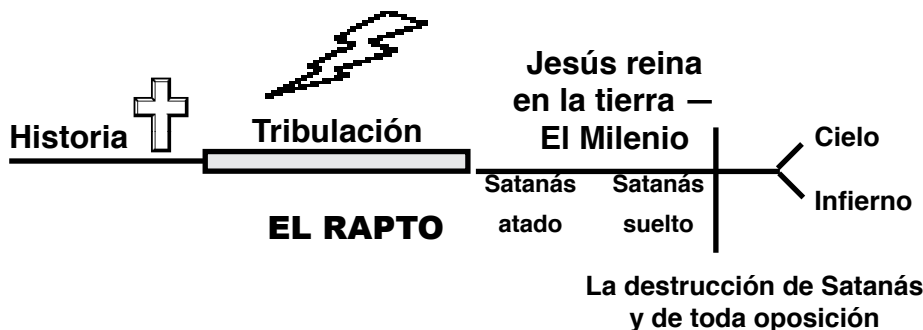 Historia
Tribulación
EL RAPTO
Jesús reina
en la tierra —
El Milenio
Satanás
atado
Satanás
suelto
Cielo
Infierno
La destrucción de Satanás
y de toda oposición